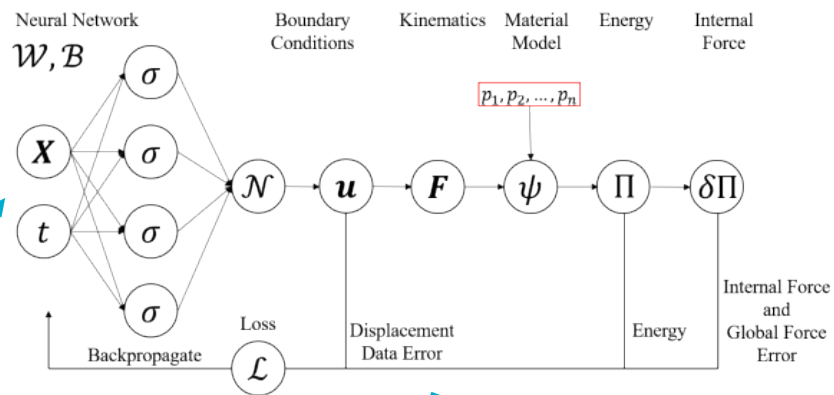 Neural Network
𝒲, ℬ
Boundary
Conditions
Kinematics
Material
Model
Energy
Internal
Force
p₁, p₂, …, pₙ
σ
σ
σ
σ
X
t
𝒩
u
F
ψ
Π
δΠ
Loss
ℒ
Backpropagate
Displacement
Data Error
Energy
Internal Force
and
Global Force
Error